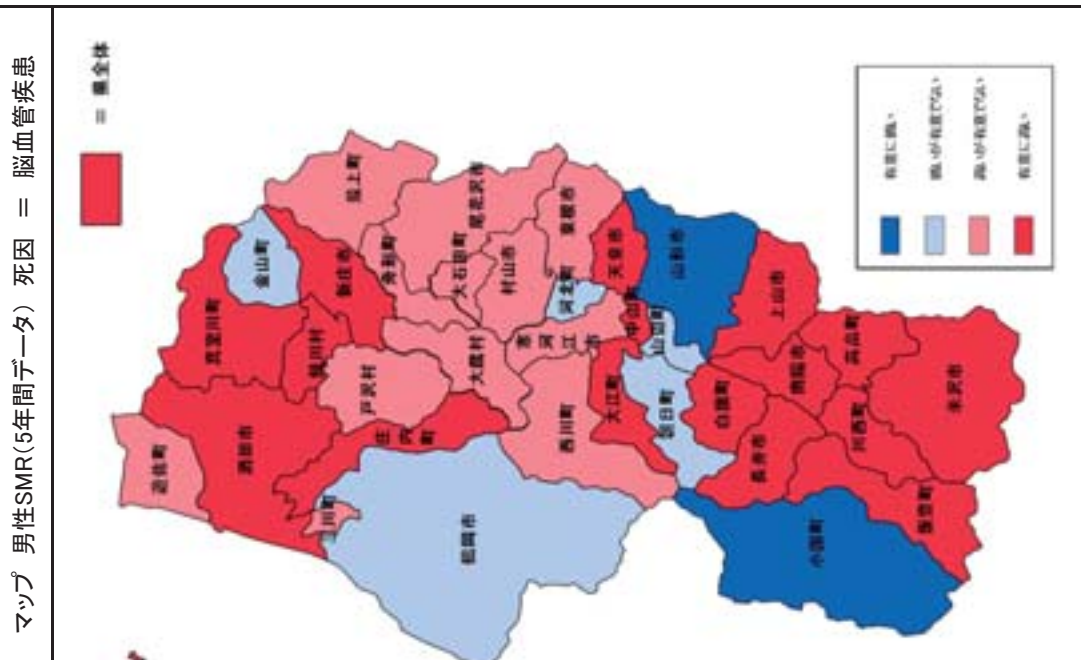 マップ 男性SMR(5年間データ) 死因 = 脳血管疾患
= 県全体
遊佐町
酒田市
真室川町
金山町
新庄市
鮭川村
戸沢村
最上町
舟形町
大石田町
尾花沢市
村山市
東根市
大蔵村
庄内町
三川町
鶴岡市
西川町
寒河江市
河北町
天童市
中山町
山辺町
山形市
大江町
朝日町
上山市
白鷹町
南陽市
高畠町
長井市
川西町
米沢市
飯豊町
小国町
有意に低い
低いが有意でない
高いが有意でない
有意に高い